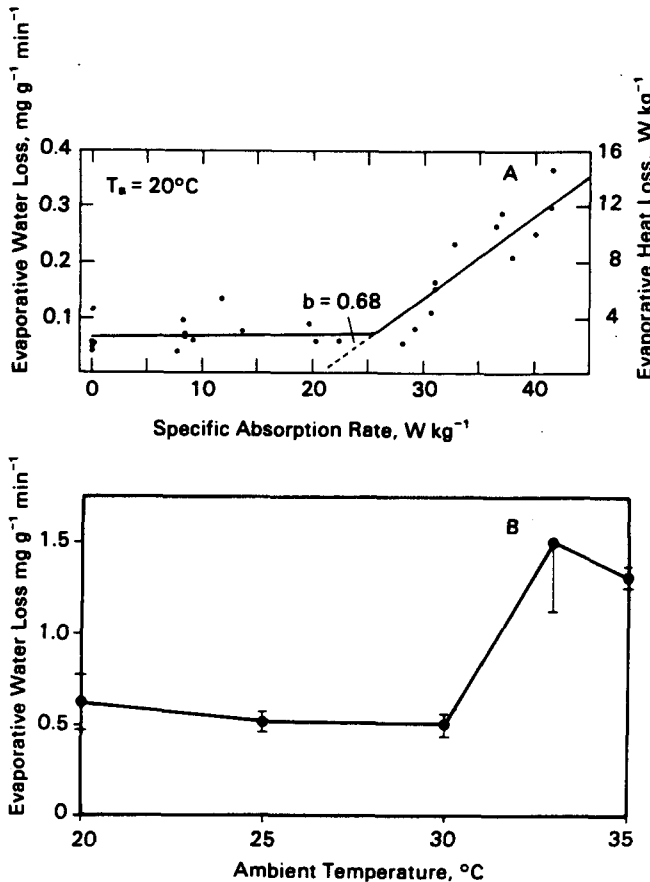 Evaporative Water Loss, mg g⁻¹ min⁻¹
0.4
0.3
0.2
0.1
Tₐ = 20°C
A
b = 0.68
16
12
8
4
Evaporative Heat Loss, W kg⁻¹
0 10 20 30 40
Specific Absorption Rate, W kg⁻¹
Evaporative Water Loss mg g⁻¹ min⁻¹
1.5
1.0
0.5
0
B
20 25 30 35
Ambient Temperature, °C